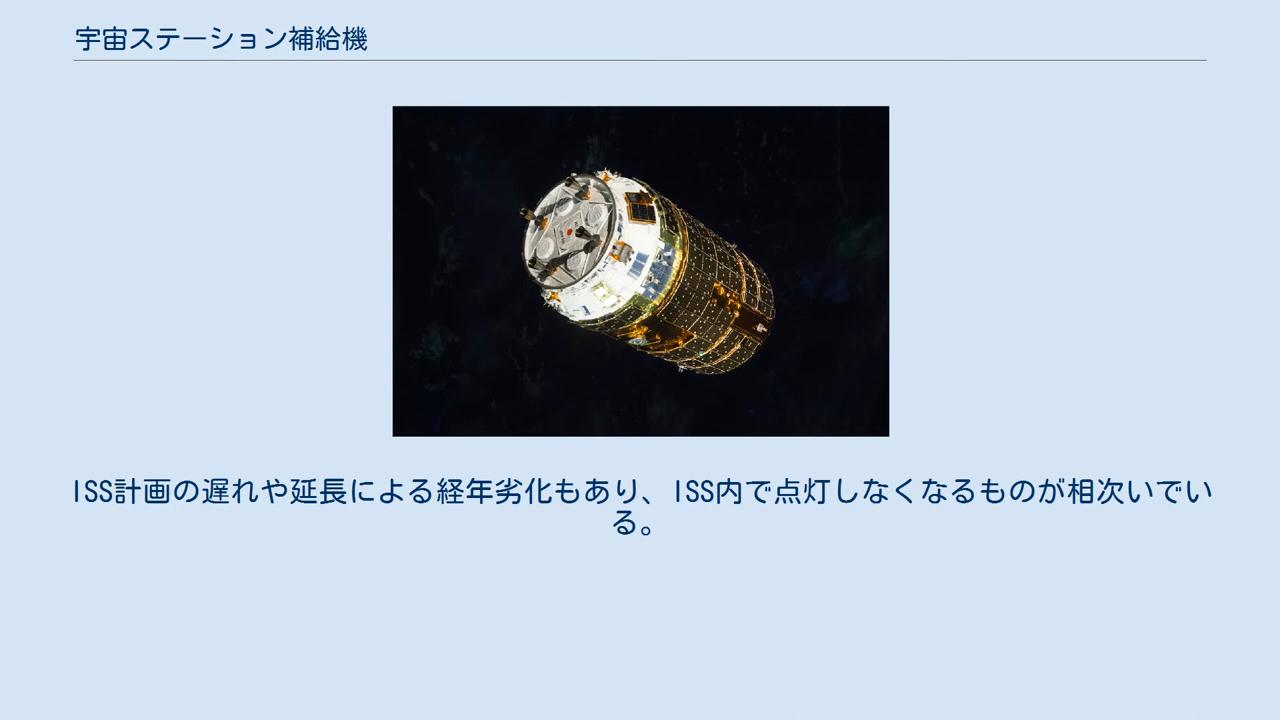 宇宙ステーション補給機
ISS計画の遅れや延長による経年劣化もあり、ISS内で点灯しなくなるものが相次いでい
る。